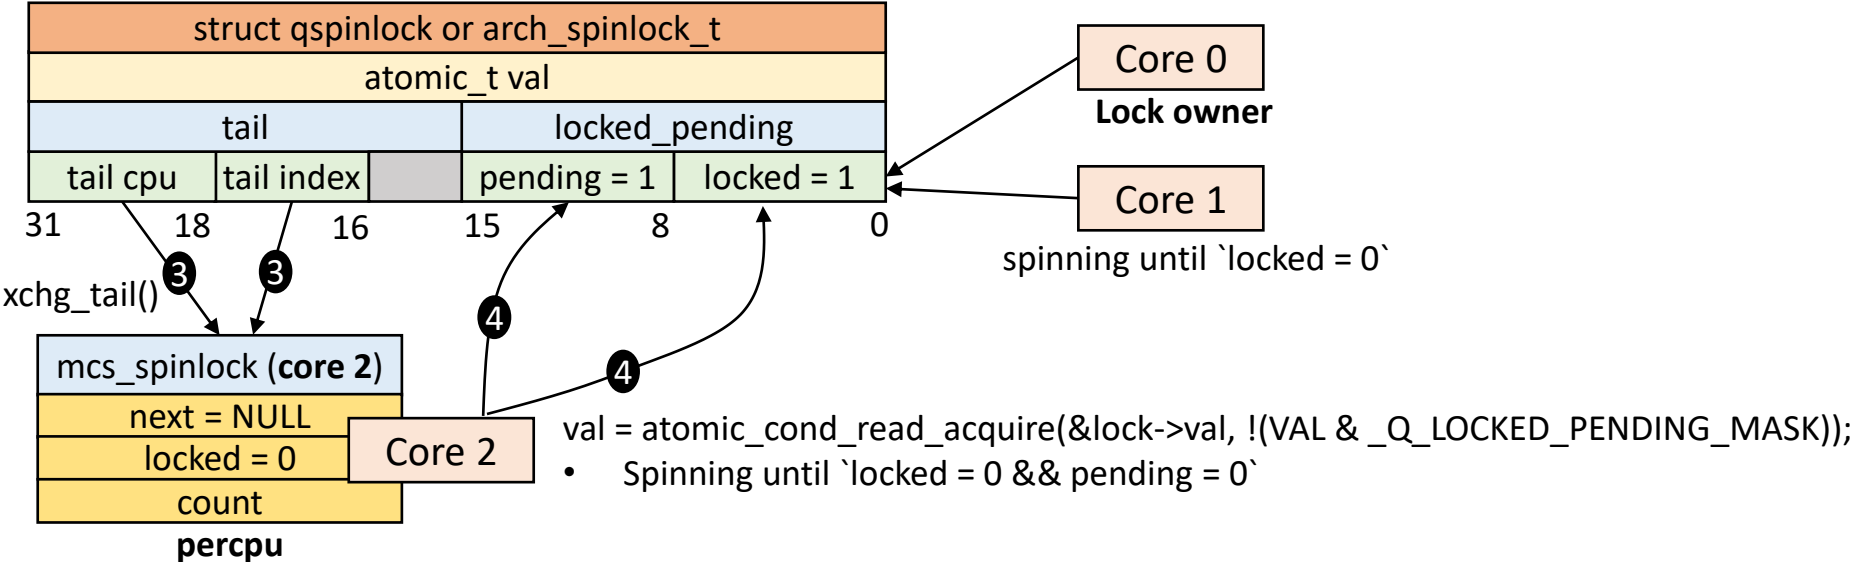 struct qspinlock or arch_spinlock_t
atomic_t val
tail
locked_pending
tail cpu
tail index
pending = 1
locked = 1
31
18
16
15
8
0
Core 0
Lock owner
Core 1
spinning until `locked = 0`
3
3
xchg_tail()
4
4
mcs_spinlock (core 2)
next = NULL
locked = 0
count
percpu
Core 2
val = atomic_cond_read_acquire(&lock->val, !(VAL & _Q_LOCKED_PENDING_MASK));
• Spinning until `locked = 0 && pending = 0`